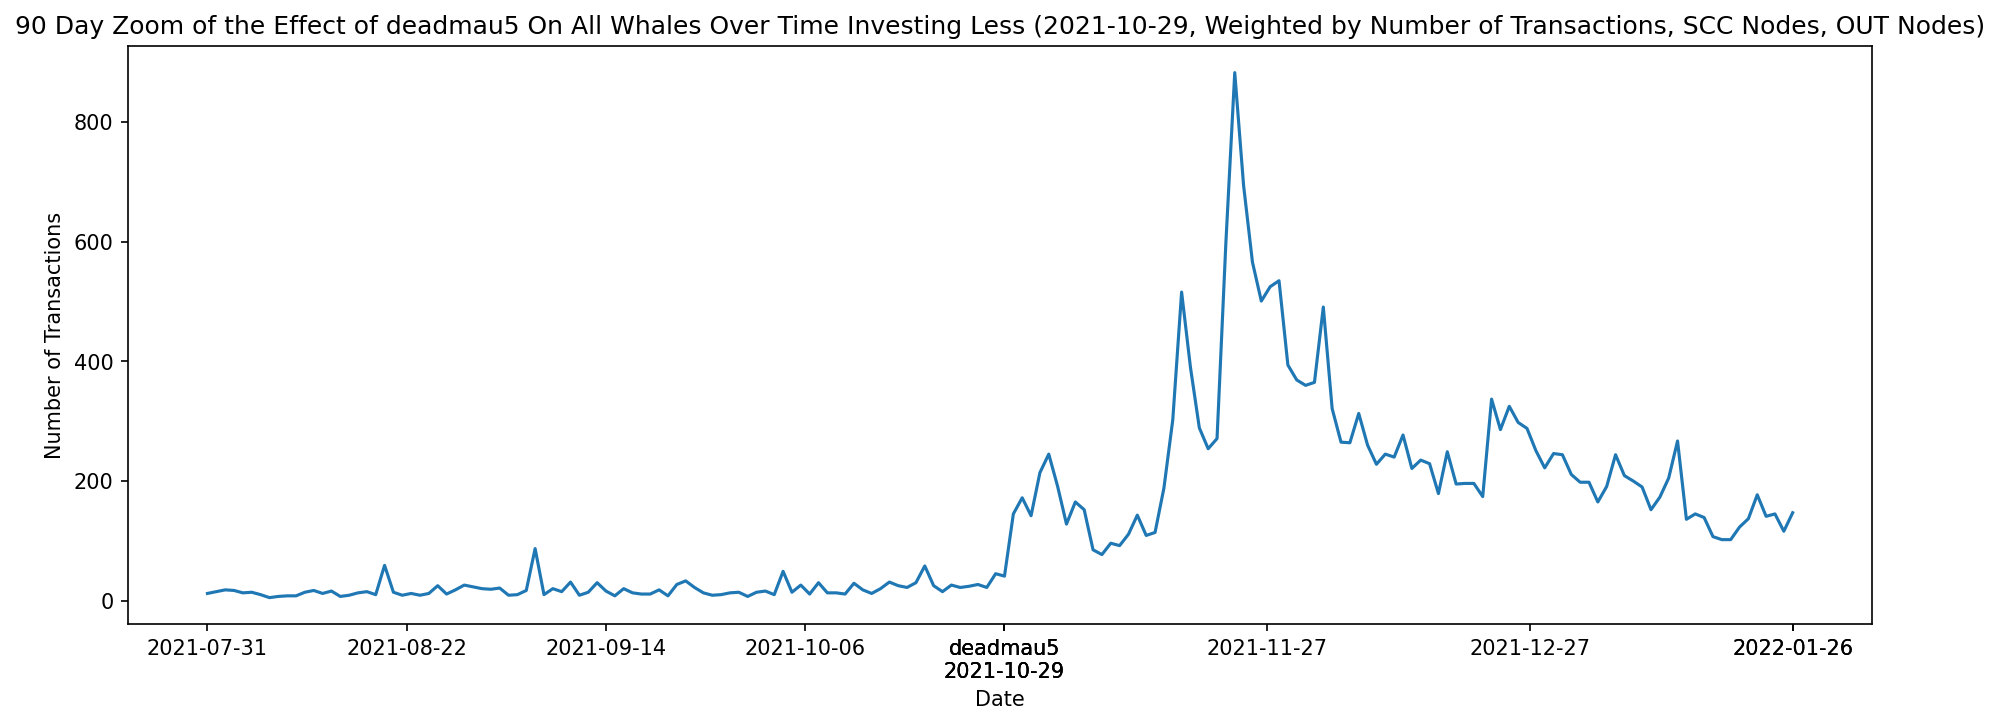 90 Day Zoom of the Effect of deadmau5 On All Whales Over Time Investing Less (2021-10-29, Weighted by Number of Transactions, SCC Nodes, OUT Nodes)
Number of Transactions
800
600
400
200
0
2021-07-31 2021-08-22 2021-09-14 2021-10-06 deadmau5 2021-11-27 2021-12-27 2022-01-26
2021-10-29
Date